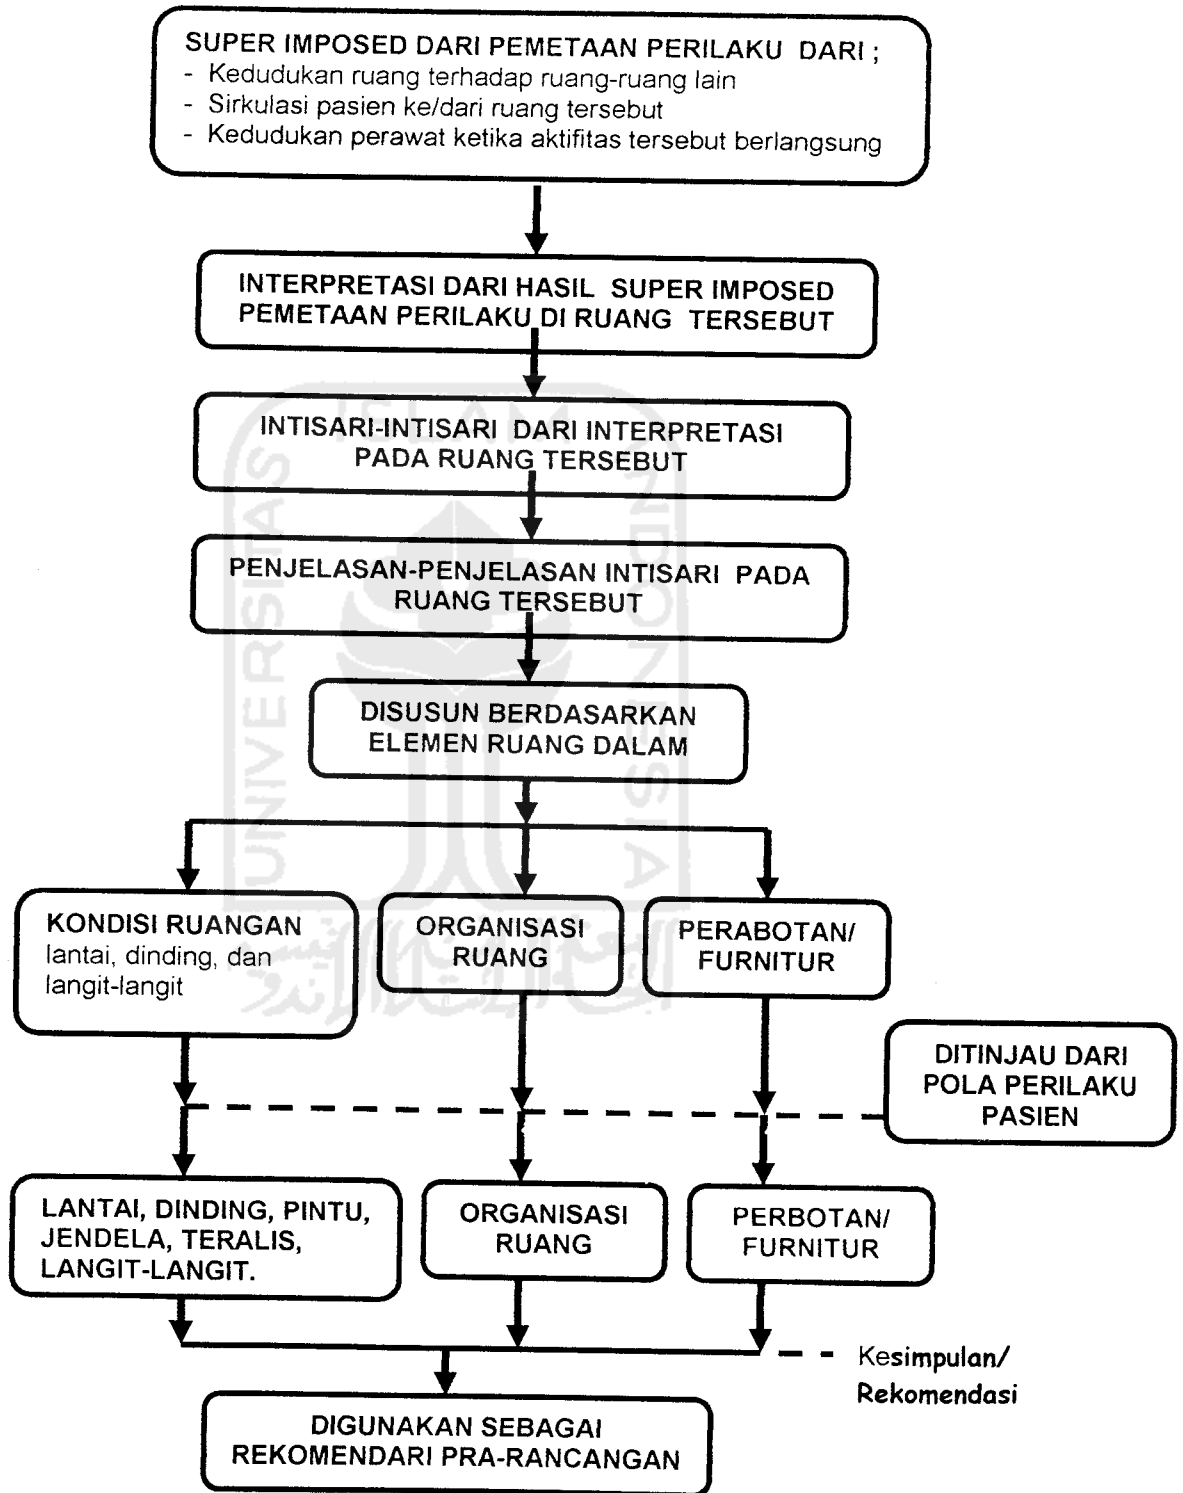 SUPER IMPOSED DARI PEMETAAN PERILAKU DARI ;
- Kedudukan ruang terhadap ruang-ruang lain
- Sirkulasi pasien ke/dari ruang tersebut
- Kedudukan perawat ketika aktifitas tersebut berlangsung
INTERPRETASI DARI HASIL SUPER IMPOSED
PEMETAAN PERILAKU DI RUANG TERSEBUT
INTISARI-INTISARI DARI INTERPRETASI
PADA RUANG TERSEBUT
PENJELASAN-PENJELASAN INTISARI PADA
RUANG TERSEBUT
DISUSUN BERDASARKAN
ELEMEN RUANG DALAM
KONDISI RUANGAN
lantai, dinding, dan
langit-langit
ORGANISASI
RUANG
PERABOTAN/
FURNITUR
DITINJAU DARI
POLA PERILAKU
PASIEN
LANTAI, DINDING, PINTU,
JENDELA, TERALIS,
LANGIT-LANGIT.
ORGANISASI
RUANG
PERBOTAN/
FURNITUR
Kesimpulan/
Rekomendasi
DIGUNAKAN SEBAGAI
REKOMENDARI PRA-RANCANGAN
UNIVERSITAS
ISLAM
INDONESIA